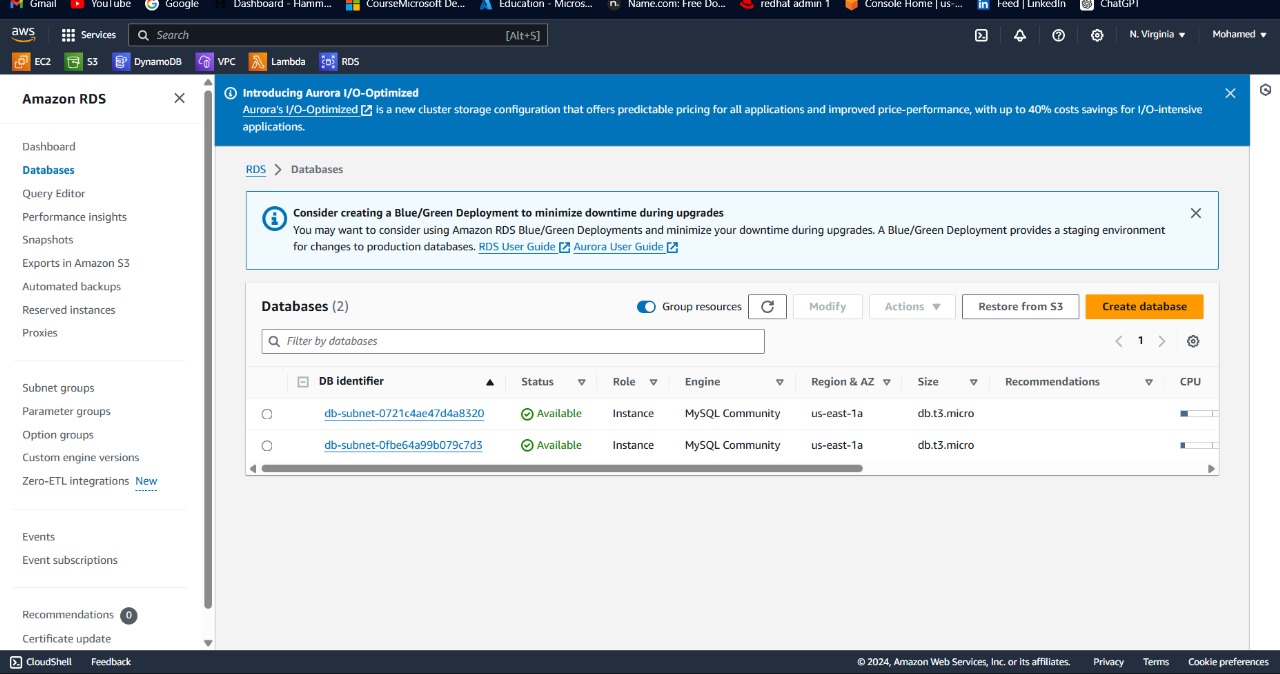 Gmail YouTube Google Dashboard - Hamm... CourseMicrosoft De... Education - Micros... Name.com: Free Do... redhat admin 1 Console Home | us-... Feed | LinkedIn ChatGPT
aws Services Search [Alt+S] N. Virginia Mohamed
EC2 S3 DynamoDB VPC Lambda RDS
Amazon RDS
Dashboard
Databases
Query Editor
Performance insights
Snapshots
Exports in Amazon S3
Automated backups
Reserved instances
Proxies
Subnet groups
Parameter groups
Option groups
Custom engine versions
Zero-ETL integrations New
Events
Event subscriptions
Recommendations 0
Certificate update
Introducing Aurora I/O-Optimized
Aurora's I/O-Optimized is a new cluster storage configuration that offers predictable pricing for all applications and improved price-performance, with up to 40% costs savings for I/O-intensive
applications.
RDS Databases
Consider creating a Blue/Green Deployment to minimize downtime during upgrades
You may want to consider using Amazon RDS Blue/Green Deployments and minimize your downtime during upgrades. A Blue/Green Deployment provides a staging environment
for changes to production databases. RDS User Guide Aurora User Guide
Databases (2) Group resources Modify Actions Restore from S3 Create database
Filter by databases 1
DB identifier Status Role Engine Region & AZ Size Recommendations CPU
db-subnet-0721c4ae47d4a8320 Available Instance MySQL Community us-east-1a db.t3.micro
db-subnet-0fbe64a99b079c7d3 Available Instance MySQL Community us-east-1a db.t3.micro
CloudShell Feedback © 2024, Amazon Web Services, Inc. or its affiliates. Privacy Terms Cookie preferences